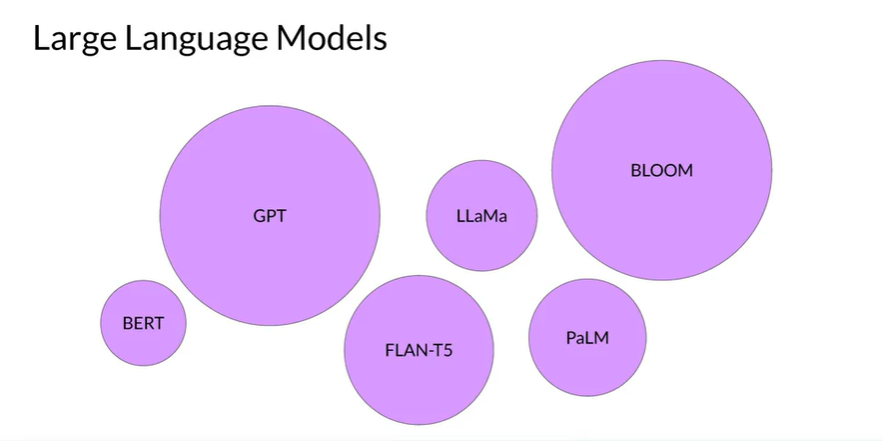 Large Language Models
BLOOM
GPT
LLaMa
BERT
FLAN-T5
PaLM